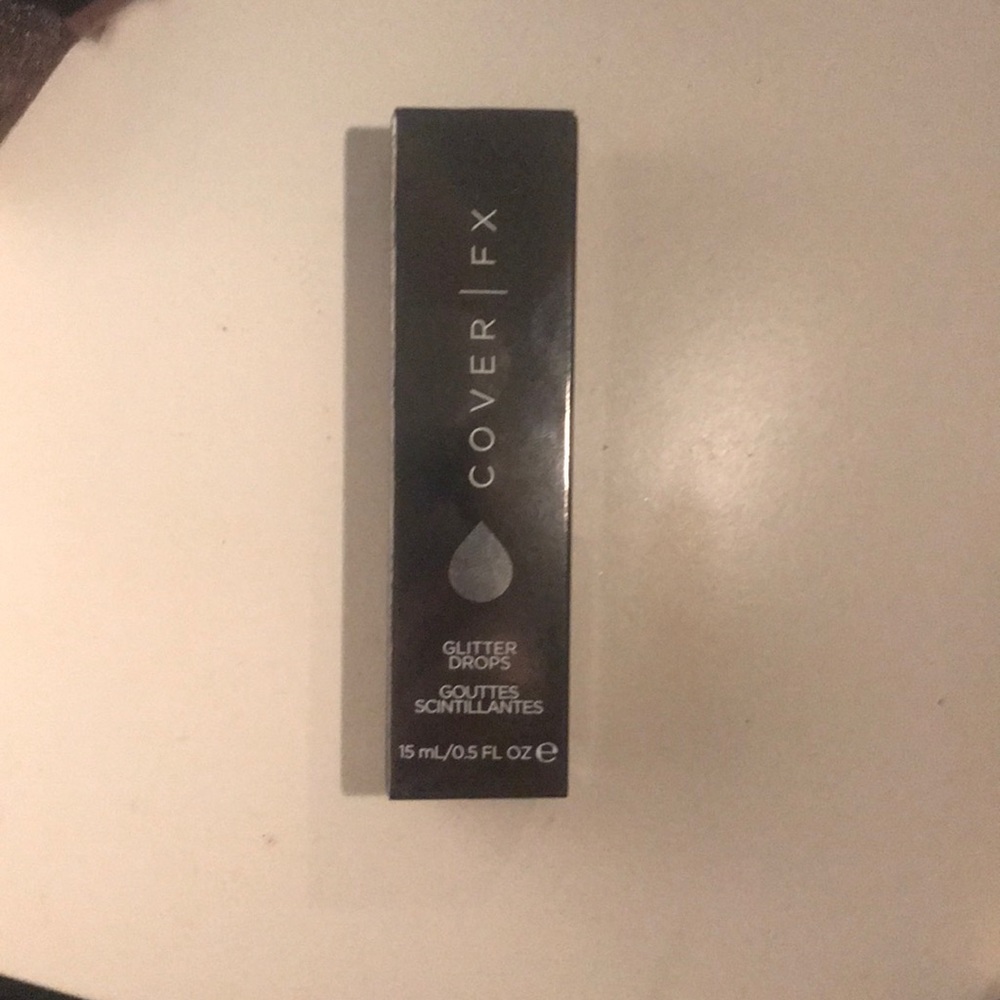 COVER | FX
GLITTER
DROPS
GOUTTES
SCINTILLANTES
15 mL/0.5 FL OZ ℮